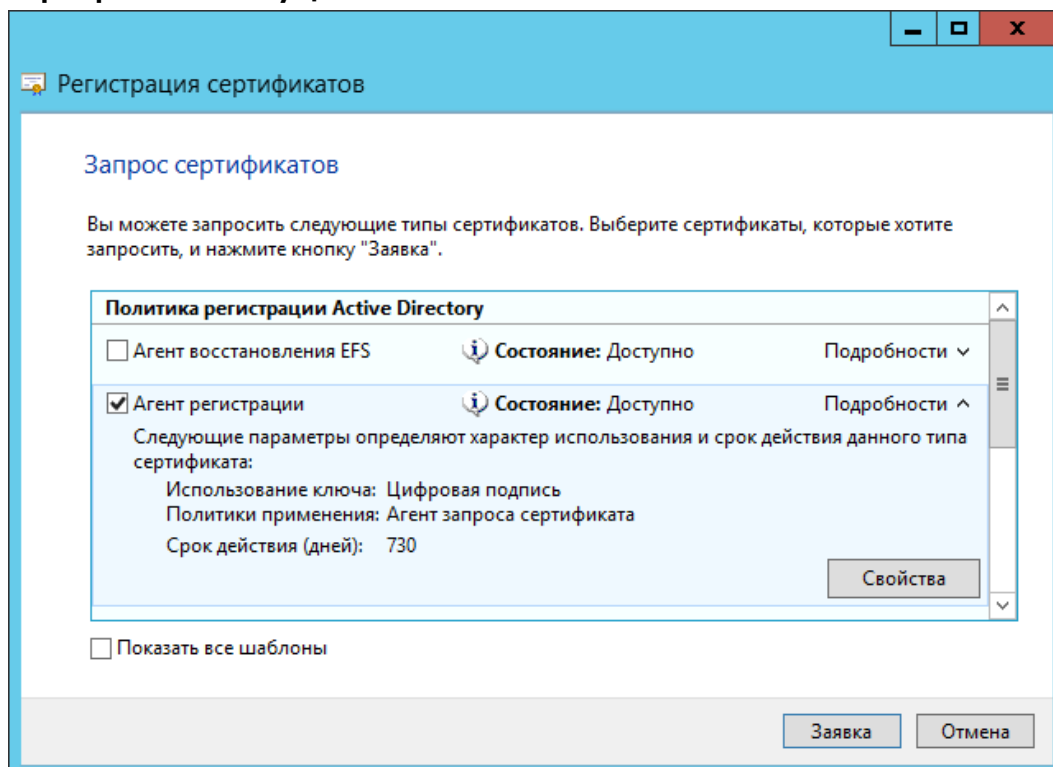 Регистрация сертификатов
Запрос сертификатов
Вы можете запросить следующие типы сертификатов. Выберите сертификаты, которые хотите
запросить, и нажмите кнопку "Заявка".
Политика регистрации Active Directory
Агент восстановления EFS Состояние: Доступно Подробности
Агент регистрации Состояние: Доступно Подробности
Следующие параметры определяют характер использования и срок действия данного типа
сертификата:
Использование ключа: Цифровая подпись
Политики применения: Агент запроса сертификата
Срок действия (дней): 730
Свойства
Показать все шаблоны
Заявка Отмена